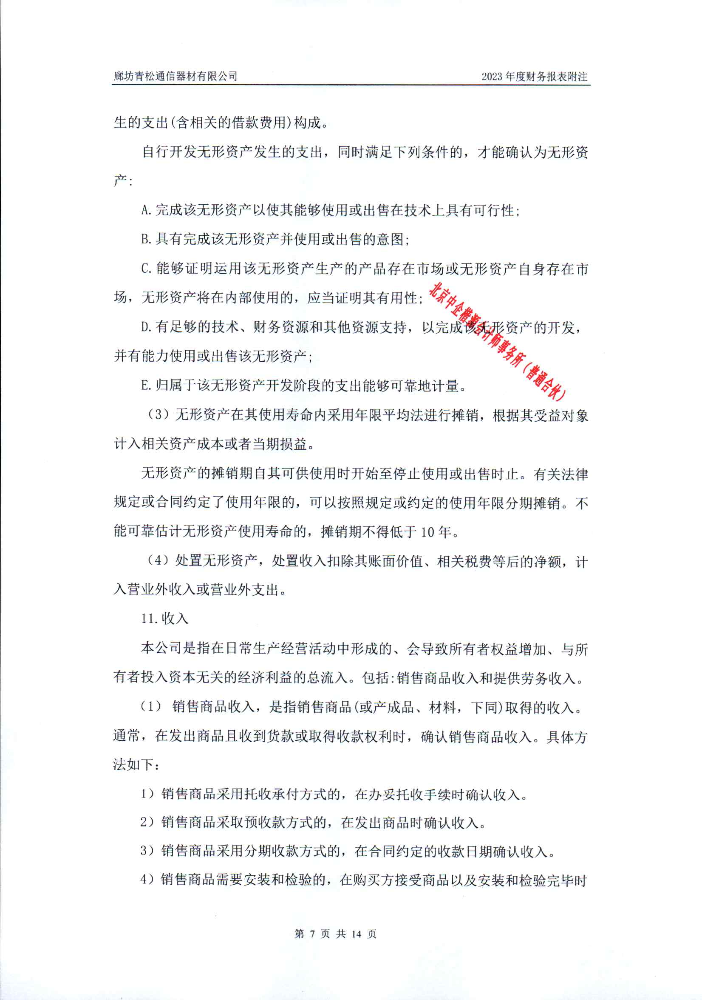 廊坊青松通信器材有限公司 2023 年度财务报表附注
生的支出(含相关的借款费用)构成。
自行开发无形资产发生的支出，同时满足下列条件的，才能确认为无形资
产：
A. 完成该无形资产以使其能够使用或出售在技术上具有可行性；
B. 具有完成该无形资产并使用或出售的意图；
C. 能够证明运用该无形资产生产的产品存在市场或无形资产自身存在市
场，无形资产将在内部使用的，应当证明其有用性；
北京中企楷源会计师事务所（普通合伙）
D. 有足够的技术、财务资源和其他资源支持，以完成该无形资产的开发，
并有能力使用或出售该无形资产；
E. 归属于该无形资产开发阶段的支出能够可靠地计量。
（3）无形资产在其使用寿命内采用年限平均法进行摊销，根据其受益对象
计入相关资产成本或者当期损益。
无形资产的摊销期自其可供使用时开始至停止使用或出售时止。有关法律
规定或合同约定了使用年限的，可以按照规定或约定的使用年限分期摊销。不
能可靠估计无形资产使用寿命的，摊销期不得低于 10 年。
（4）处置无形资产，处置收入扣除其账面价值、相关税费等后的净额，计
入营业外收入或营业外支出。
11. 收入
本公司是指在日常生产经营活动中形成的、会导致所有者权益增加、与所
有者投入资本无关的经济利益的总流入。包括：销售商品收入和提供劳务收入。
（1） 销售商品收入，是指销售商品(或产成品、材料，下同)取得的收入。
通常，在发出商品且收到货款或取得收款权利时，确认销售商品收入。具体方
法如下：
1）销售商品采用托收承付方式的，在办妥托收手续时确认收入。
2）销售商品采取预收款方式的，在发出商品时确认收入。
3）销售商品采用分期收款方式的，在合同约定的收款日期确认收入。
4）销售商品需要安装和检验的，在购买方接受商品以及安装和检验完毕时
第 7 页 共 14 页